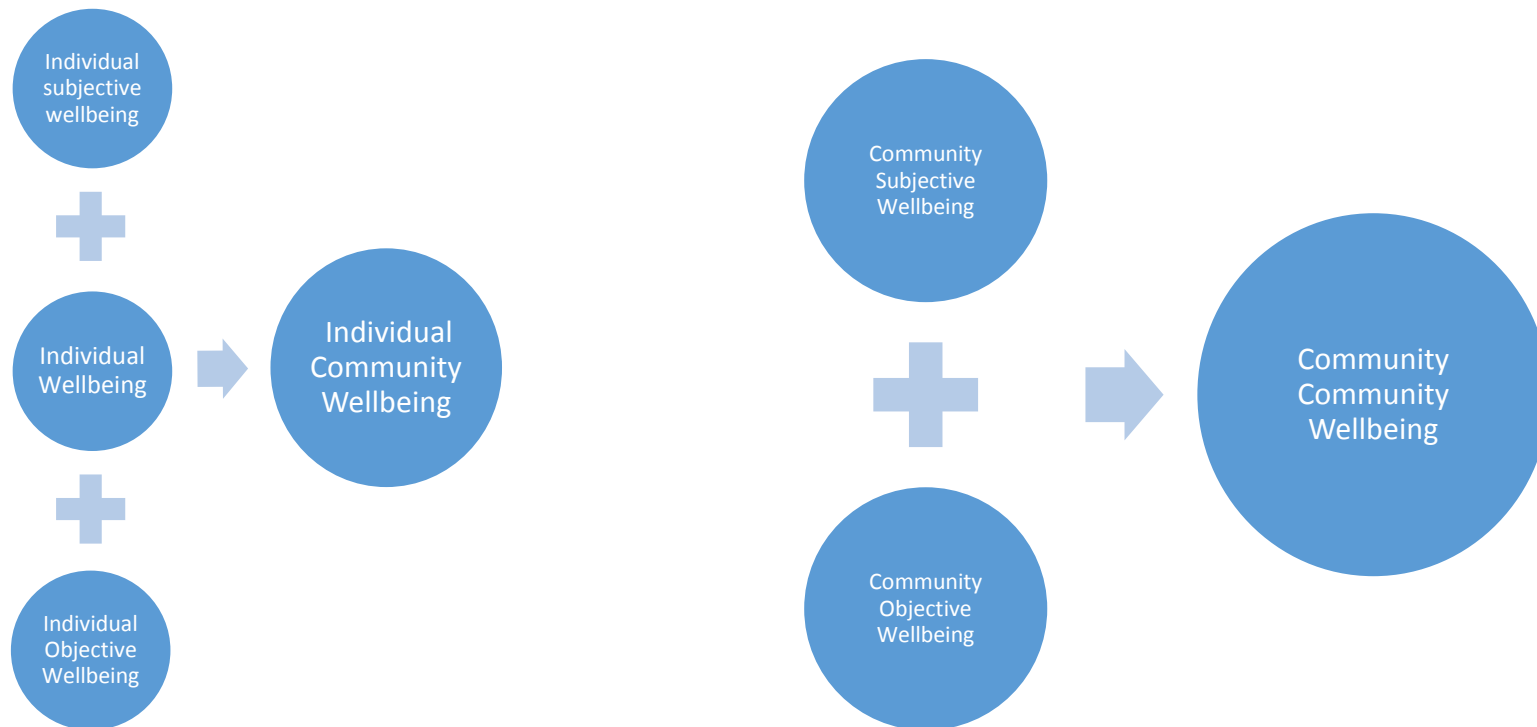 Individual
subjective
wellbeing
Individual
Wellbeing
Individual
Objective
Wellbeing
Individual
Community
Wellbeing
Community
Subjective
Wellbeing
Community
Objective
Wellbeing
Community
Community
Wellbeing